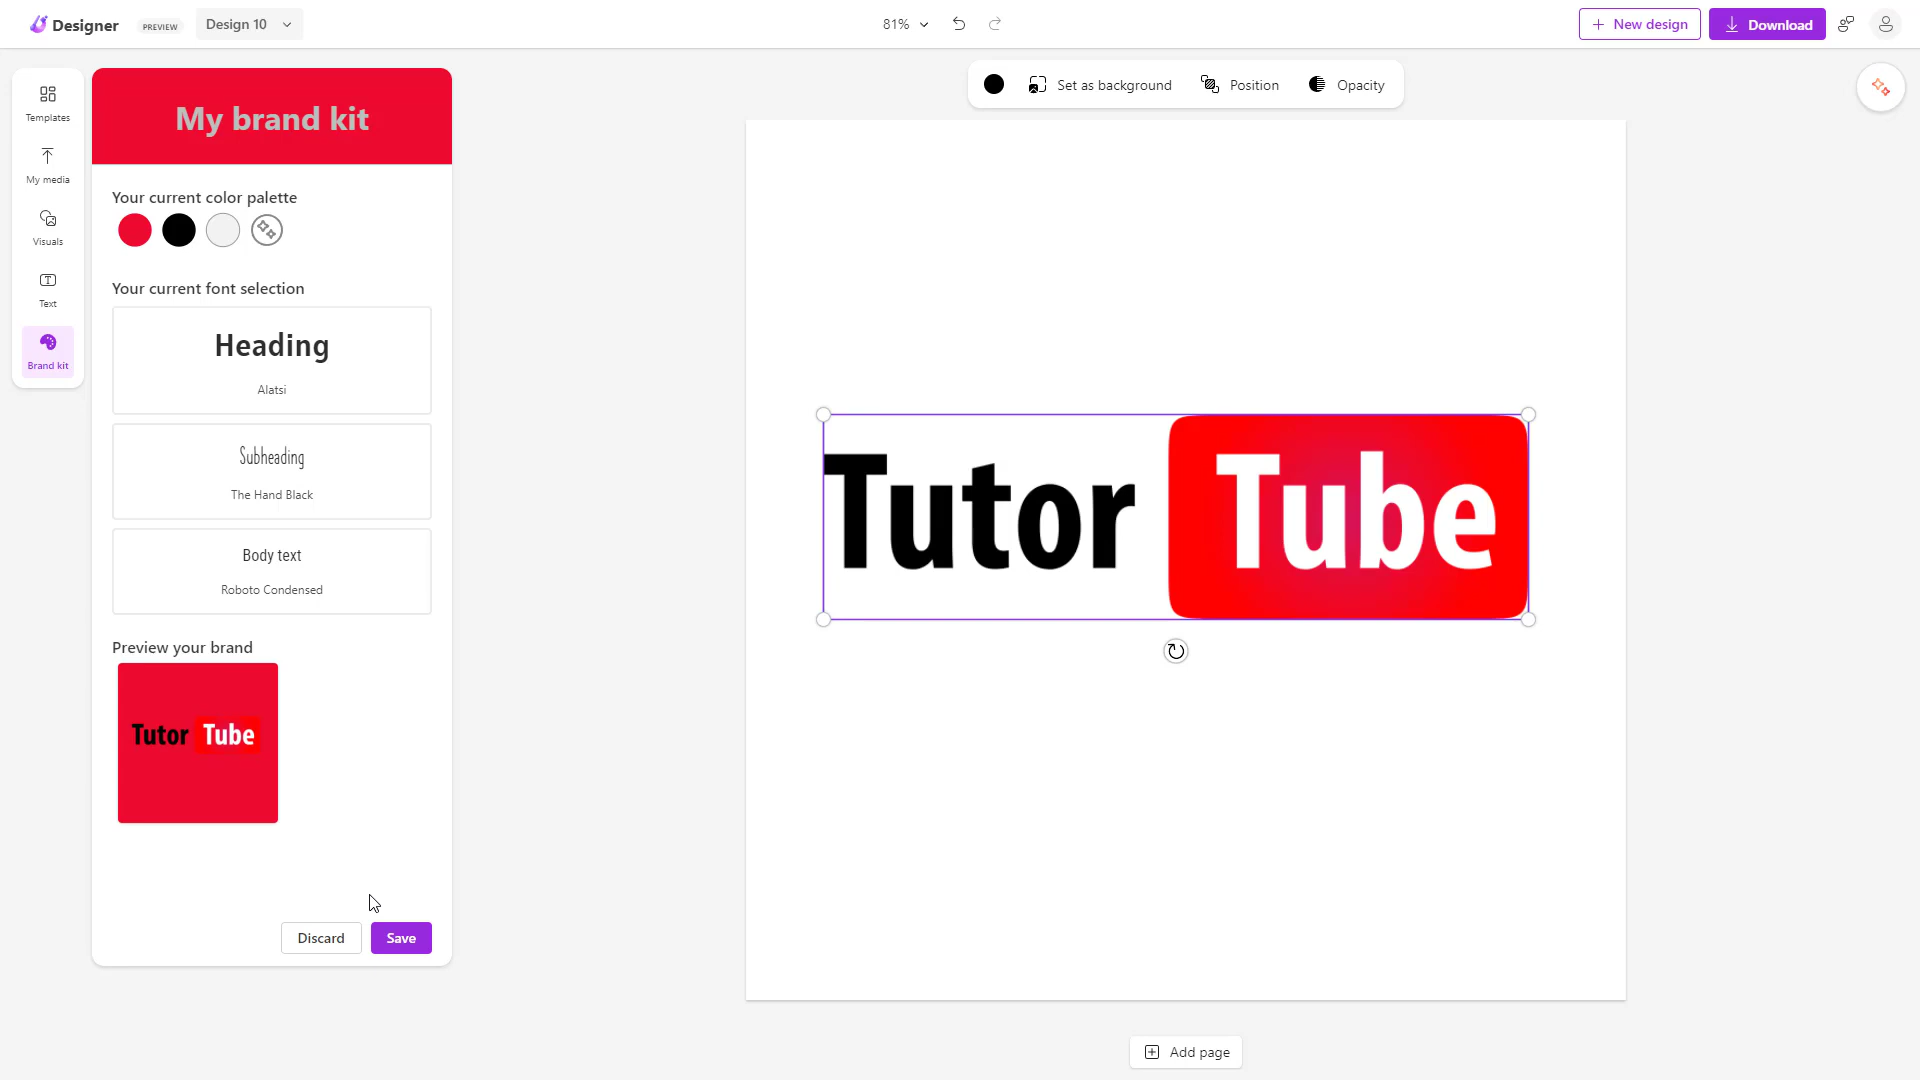 Designer
PREVIEW
Design 10
81%
New design
Download
Templates
My media
Visuals
Text
Brand kit
My brand kit
Your current color palette
Your current font selection
Heading
Alatsi
Subheading
The Hand Black
Body text
Roboto Condensed
Preview your brand
Tutor Tube
Discard
Save
Set as background
Position
Opacity
Tutor Tube
Add page